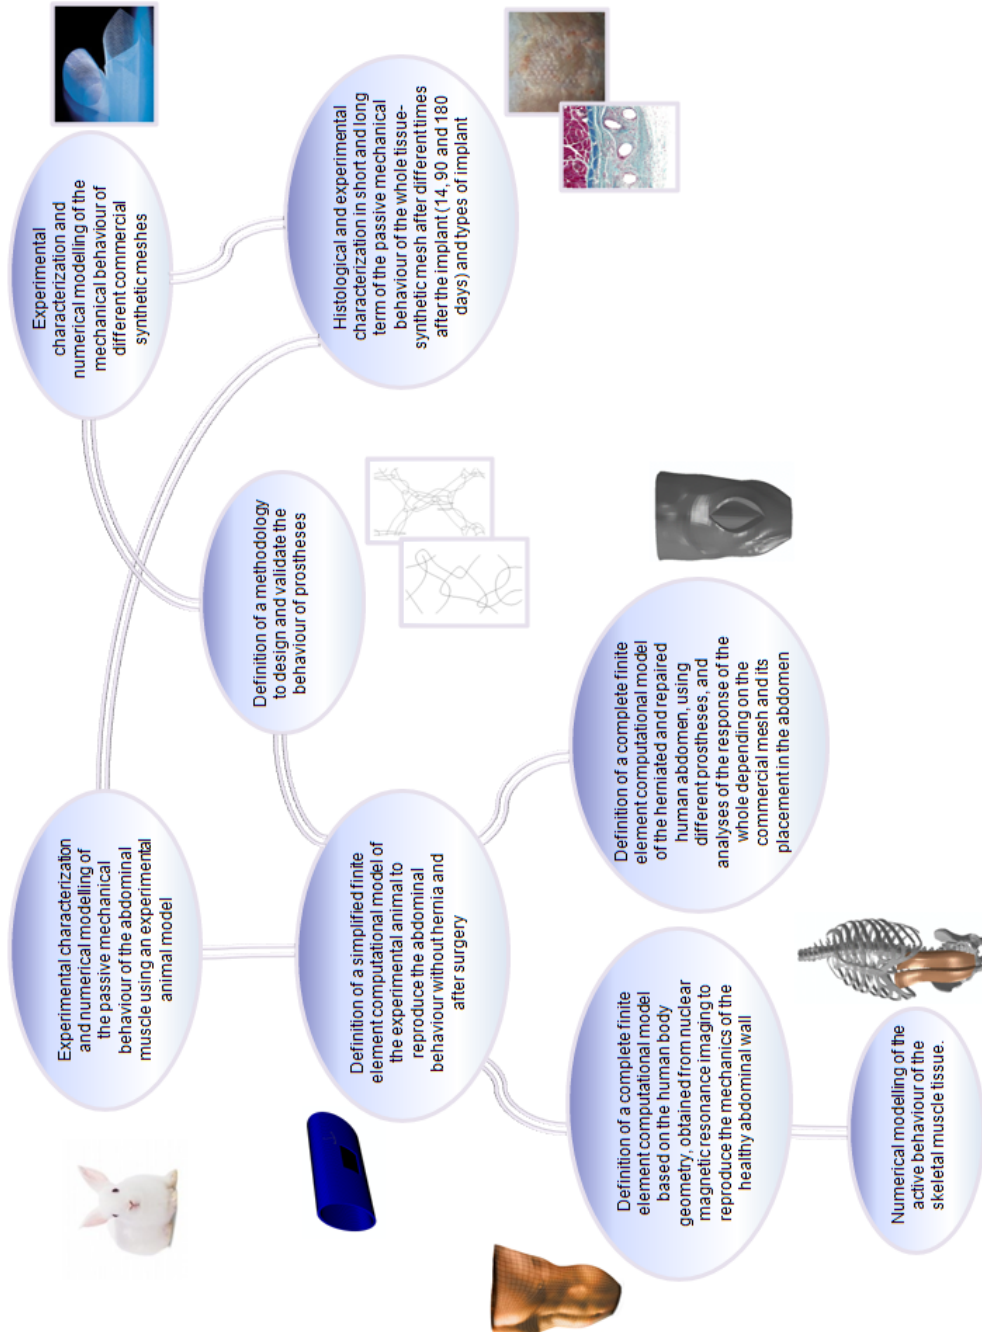 Experimental characterization
and numerical modelling of
the passive mechanical
behaviour of the abdominal
muscle using an experimental
animal model
Experimental
characterization and
numerical modelling of the
mechanical behaviour of
different commercial
synthetic meshes
Definition of a methodology
to design and validate the
behaviour of prostheses
Histological and experimental
characterization in short and long
term of the passive mechanical
behaviour of the whole tissue-
synthetic mesh after different times
after the implant (14, 90 and 180
days) and types of implant
Definition of a simplified finite
element computational model of
the experimental animal to
reproduce the abdominal
behaviour without hernia and
after surgery
Definition of a complete finite
element computational model
based on the human body
geometry, obtained from nuclear
magnetic resonance imaging to
reproduce the mechanics of the
healthy abdominal wall
Definition of a complete finite
element computational model
of the herniated and repaired
human abdomen, using
different prostheses, and
analyses of the response of the
whole depending on the
commercial mesh and its
placement in the abdomen
Numerical modelling of the
active behaviour of the
skeletal muscle tissue.